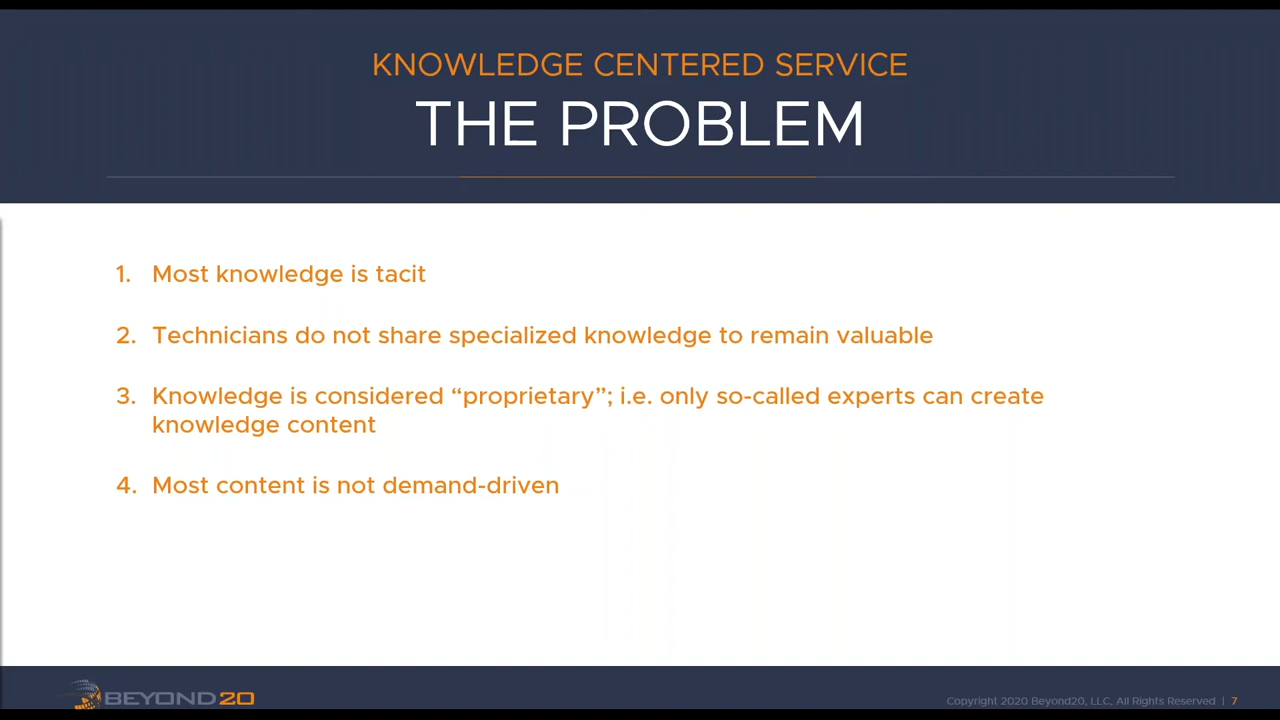 KNOWLEDGE CENTERED SERVICE
THE PROBLEM
1. Most knowledge is tacit
2. Technicians do not share specialized knowledge to remain valuable
3. Knowledge is considered “proprietary”; i.e. only so-called experts can create
knowledge content
4. Most content is not demand-driven
BEYOND20
Copyright 2020 Beyond20, LLC, All Rights Reserved | 7